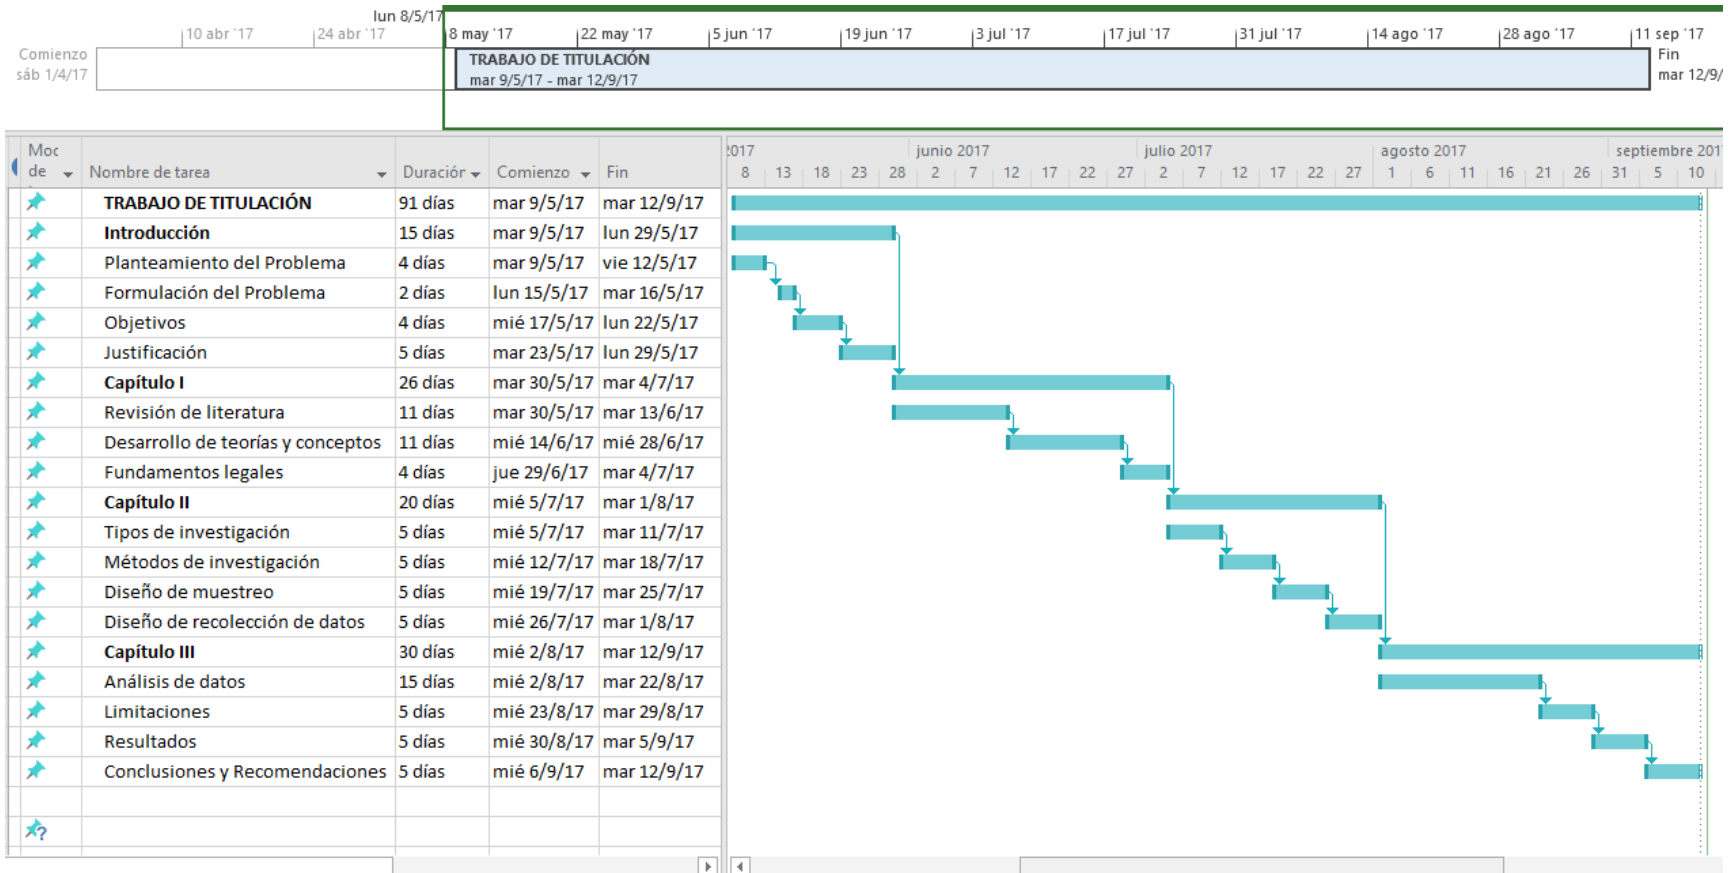 lun 8/5/17
10 abr '17 24 abr '17 8 may '17 22 may '17 5 jun '17 19 jun '17 3 jul '17 17 jul '17 31 jul '17 14 ago '17 28 ago '17 11 sep '17
Comienzo
sáb 1/4/17
TRABAJO DE TITULACIÓN
mar 9/5/17 - mar 12/9/17
Fin
mar 12/9/
Moc
de
Nombre de tarea Duraciór Comienzo Fin
2017 junio 2017 julio 2017 agosto 2017 septiembre 201
8 13 18 23 28 2 7 12 17 22 27 2 7 12 17 22 27 1 6 11 16 21 26 31 5 10
TRABAJO DE TITULACIÓN 91 días mar 9/5/17 mar 12/9/17
Introducción 15 días mar 9/5/17 lun 29/5/17
Planteamiento del Problema 4 días mar 9/5/17 vie 12/5/17
Formulación del Problema 2 días lun 15/5/17 mar 16/5/17
Objetivos 4 días mié 17/5/17 lun 22/5/17
Justificación 5 días mar 23/5/17 lun 29/5/17
Capítulo I 26 días mar 30/5/17 mar 4/7/17
Revisión de literatura 11 días mar 30/5/17 mar 13/6/17
Desarrollo de teorías y conceptos 11 días mié 14/6/17 mié 28/6/17
Fundamentos legales 4 días jue 29/6/17 mar 4/7/17
Capítulo II 20 días mié 5/7/17 mar 1/8/17
Tipos de investigación 5 días mié 5/7/17 mar 11/7/17
Métodos de investigación 5 días mié 12/7/17 mar 18/7/17
Diseño de muestreo 5 días mié 19/7/17 mar 25/7/17
Diseño de recolección de datos 5 días mié 26/7/17 mar 1/8/17
Capítulo III 30 días mié 2/8/17 mar 12/9/17
Análisis de datos 15 días mié 2/8/17 mar 22/8/17
Limitaciones 5 días mié 23/8/17 mar 29/8/17
Resultados 5 días mié 30/8/17 mar 5/9/17
Conclusiones y Recomendaciones 5 días mié 6/9/17 mar 12/9/17
?